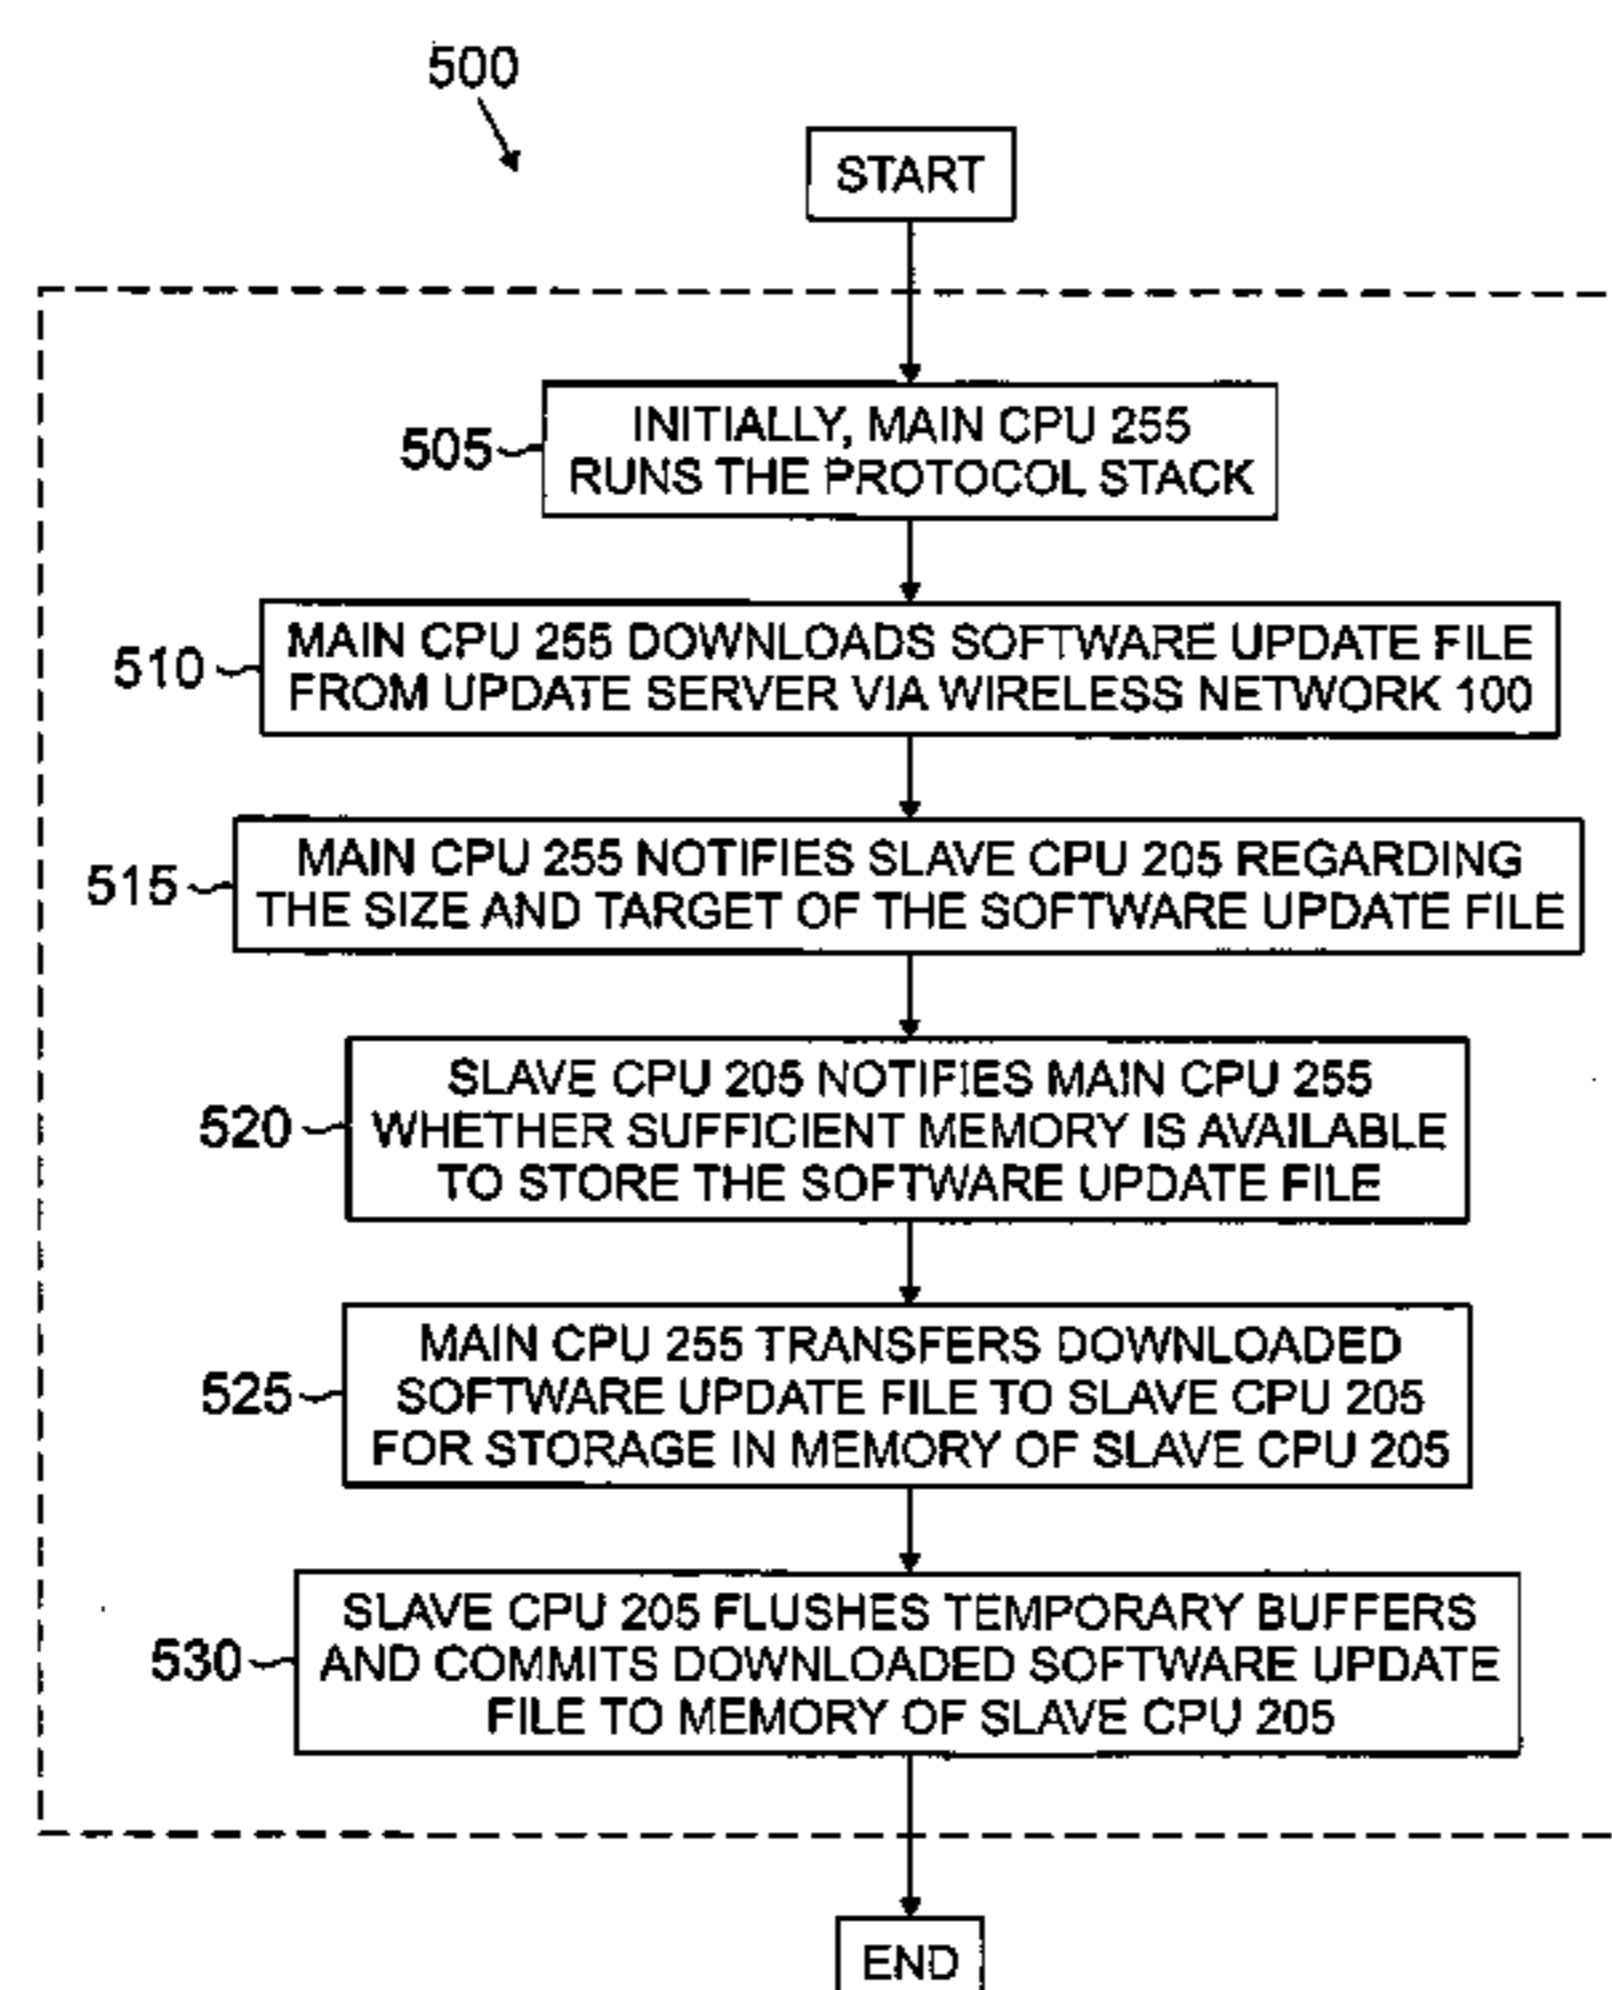 500
START
505
INITIALLY, MAIN CPU 255
RUNS THE PROTOCOL STACK
510
MAIN CPU 255 DOWNLOADS SOFTWARE UPDATE FILE
FROM UPDATE SERVER VIA WIRELESS NETWORK 100
515
MAIN CPU 255 NOTIFIES SLAVE CPU 205 REGARDING
THE SIZE AND TARGET OF THE SOFTWARE UPDATE FILE
520
SLAVE CPU 205 NOTIFIES MAIN CPU 255
WHETHER SUFFICIENT MEMORY IS AVAILABLE
TO STORE THE SOFTWARE UPDATE FILE
525
MAIN CPU 255 TRANSFERS DOWNLOADED
SOFTWARE UPDATE FILE TO SLAVE CPU 205
FOR STORAGE IN MEMORY OF SLAVE CPU 205
530
SLAVE CPU 205 FLUSHES TEMPORARY BUFFERS
AND COMMITS DOWNLOADED SOFTWARE UPDATE
FILE TO MEMORY OF SLAVE CPU 205
END